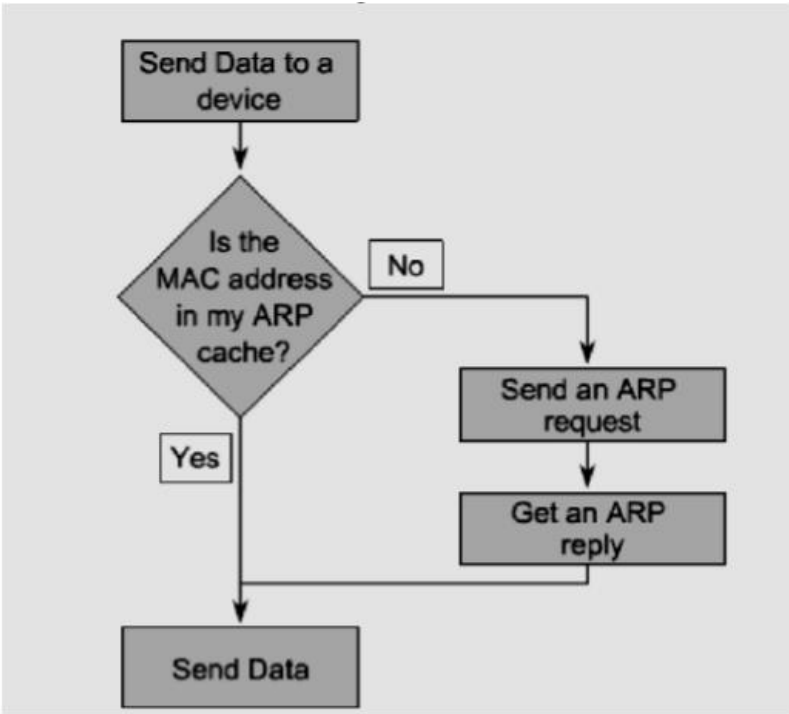 Send Data to a
device
Is the
MAC address
in my ARP
cache?
No
Send an ARP
request
Yes
Get an ARP
reply
Send Data